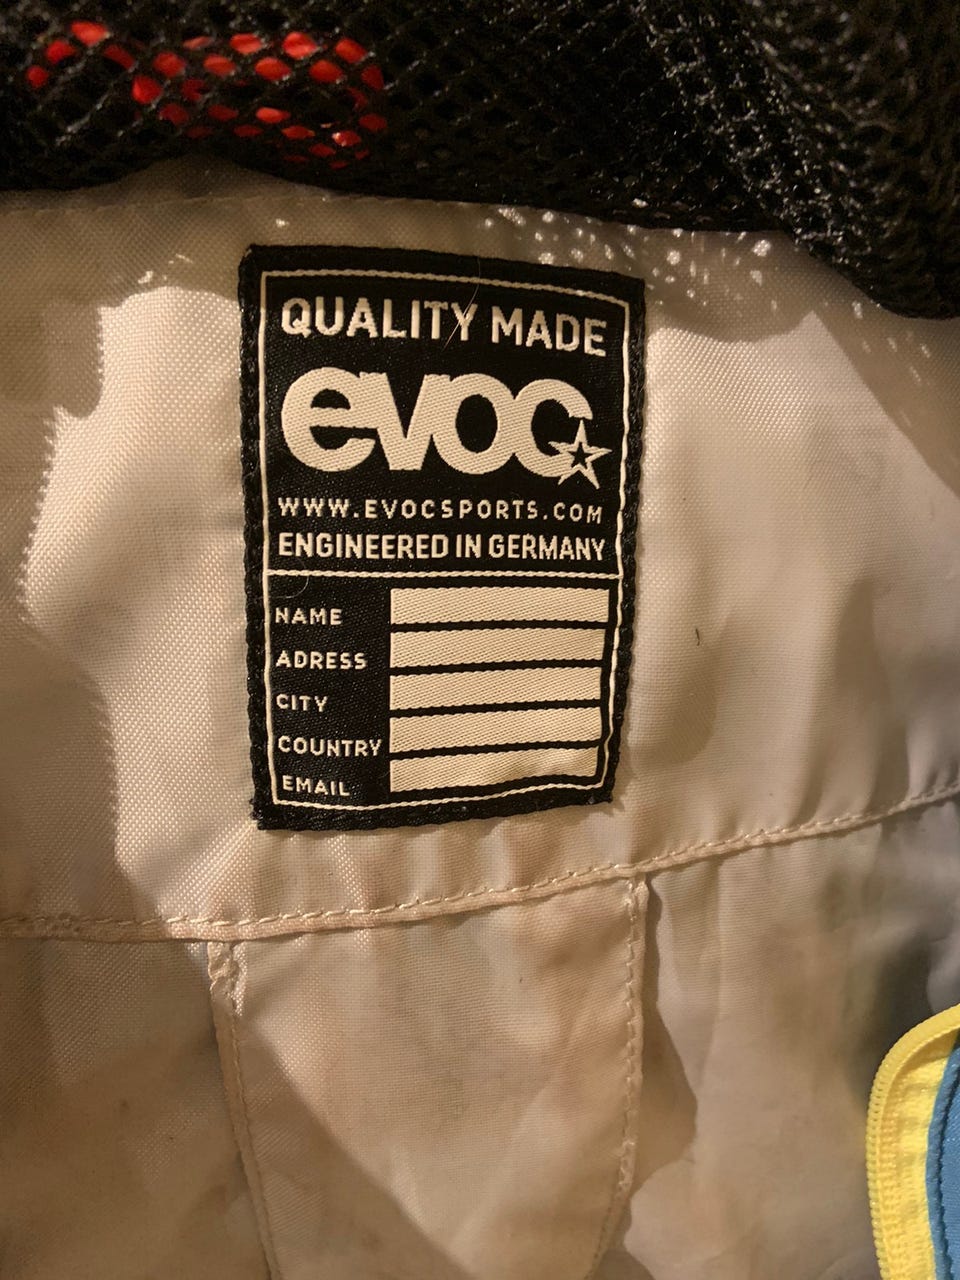 QUALITY MADE
evoc
WWW.EVOCSPORTS.COM
ENGINEERED IN GERMANY
NAME
ADRESS
CITY
COUNTRY
EMAIL